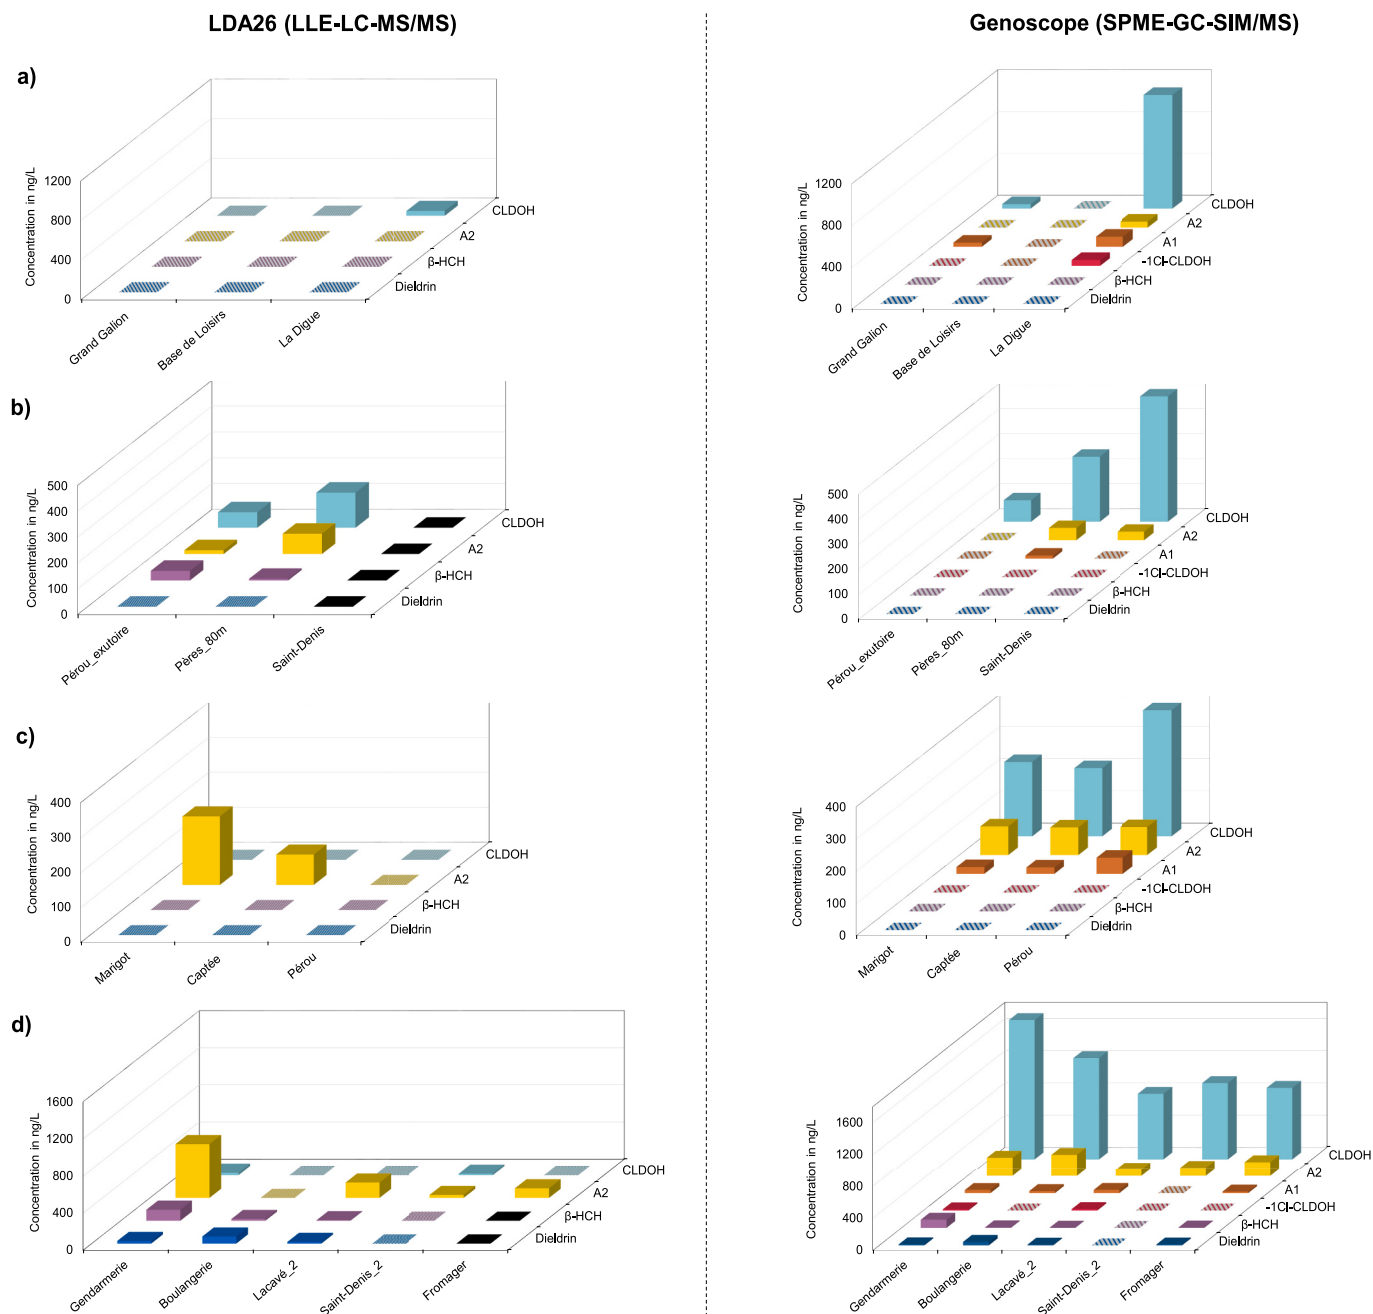 LDA26 (LLE-LC-MS/MS)
Genoscope (SPME-GC-SIM/MS)
a)
Concentration in ng/L
1200
800
400
0
Grand Galion
Base de Loisirs
La Digue
Dieldrin
β-HCH
A2
CLDOH
Concentration in ng/L
1200
800
400
0
Grand Galion
Base de Loisirs
La Digue
Dieldrin
β-HCH
-1Cl-CLDOH
A1
A2
CLDOH
b)
Concentration in ng/L
500
400
300
200
100
0
Pérou_exutoire
Pères_80m
Saint-Denis
Dieldrin
β-HCH
A2
CLDOH
Concentration in ng/L
500
400
300
200
100
0
Pérou_exutoire
Pères_80m
Saint-Denis
Dieldrin
β-HCH
-1Cl-CLDOH
A1
A2
CLDOH
c)
Concentration in ng/L
400
300
200
100
0
Marigot
Captée
Pérou
Dieldrin
β-HCH
A2
CLDOH
Concentration in ng/L
400
300
200
100
0
Marigot
Captée
Pérou
Dieldrin
β-HCH
-1Cl-CLDOH
A1
A2
CLDOH
d)
Concentration in ng/L
1600
1200
800
400
0
Gendarmerie
Boulangerie
Lacavé_2
Saint-Denis_2
Fromager
Dieldrin
β-HCH
A2
CLDOH
Concentration in ng/L
1600
1200
800
400
0
Gendarmerie
Boulangerie
Lacavé_2
Saint-Denis_2
Fromager
Dieldrin
β-HCH
-1Cl-CLDOH
A1
A2
CLDOH